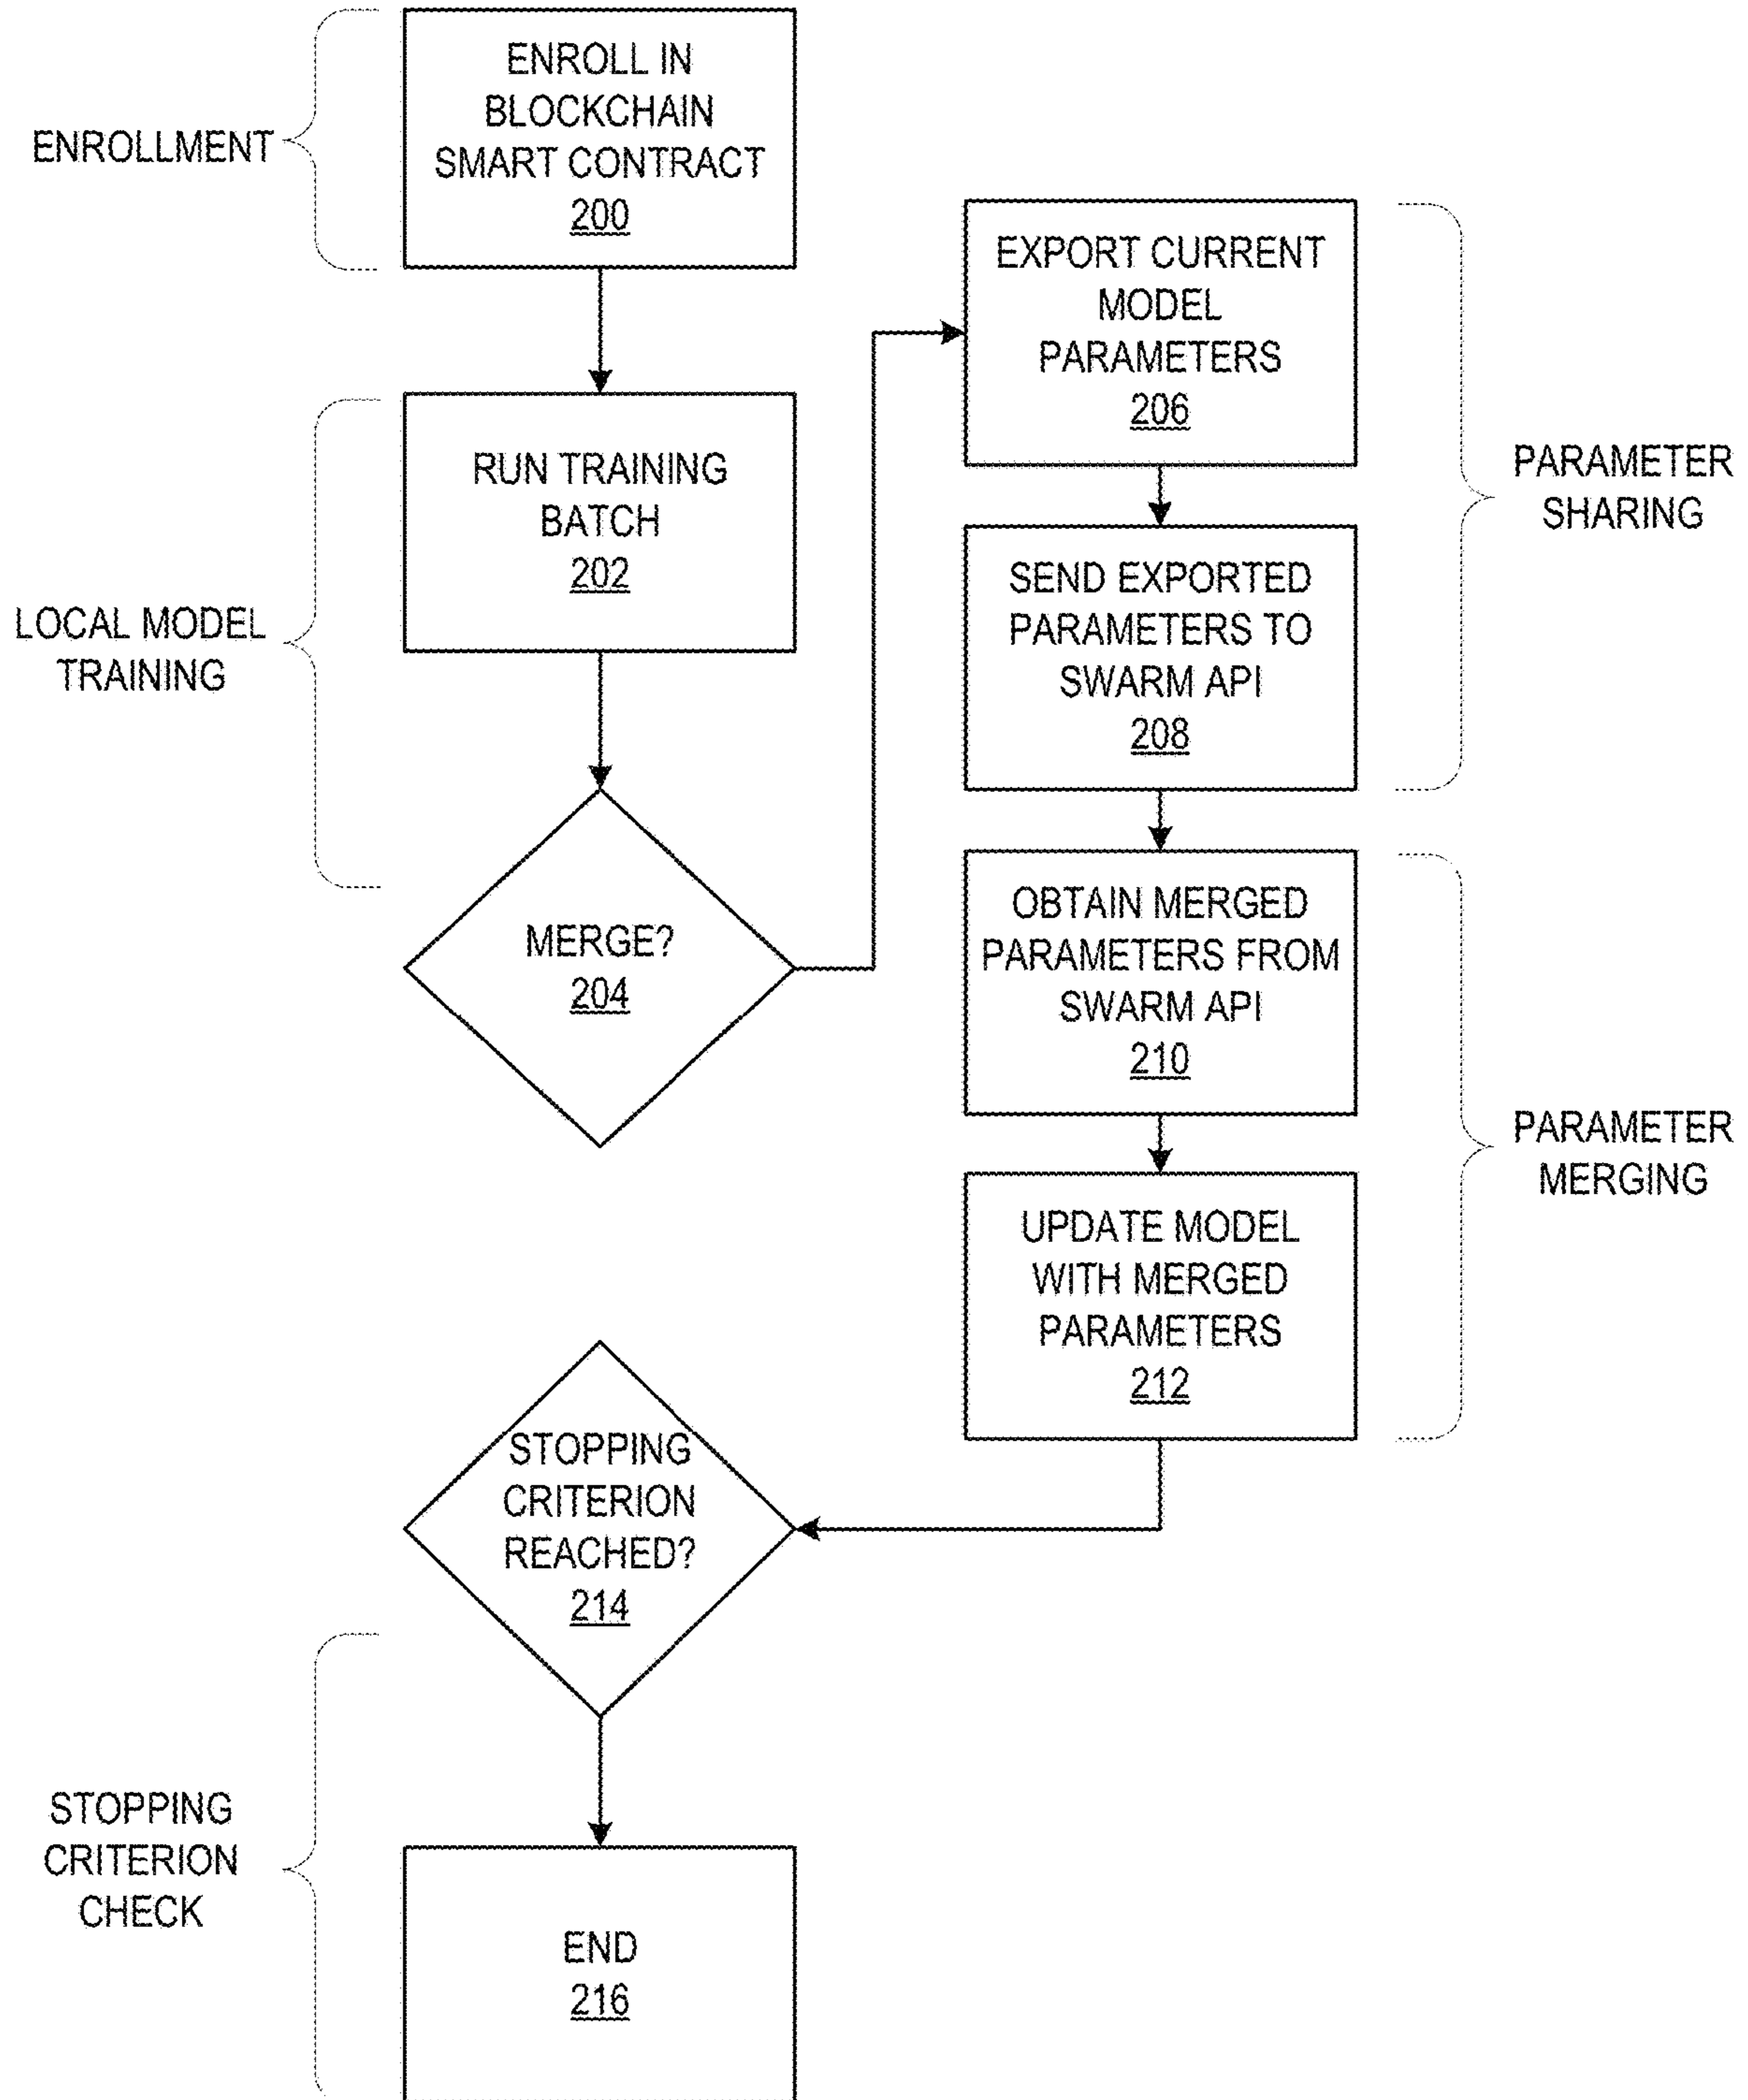 ENROLLMENT
ENROLL IN
BLOCKCHAIN
SMART CONTRACT
200
LOCAL MODEL
TRAINING
RUN TRAINING
BATCH
202
MERGE?
204
EXPORT CURRENT
MODEL
PARAMETERS
206
SEND EXPORTED
PARAMETERS TO
SWARM API
208
PARAMETER
SHARING
OBTAIN MERGED
PARAMETERS FROM
SWARM API
210
UPDATE MODEL
WITH MERGED
PARAMETERS
212
PARAMETER
MERGING
STOPPING
CRITERION
REACHED?
214
STOPPING
CRITERION
CHECK
END
216